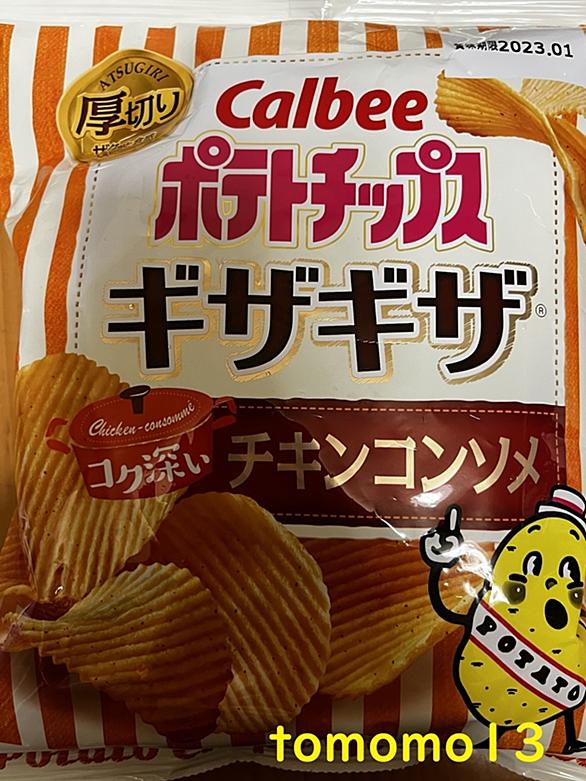 賞味期限2023.01
ATSUGIRI
厚切り
Calbee
ポテトチップス
ギザギザ®
Chicken-consommé
コク深い
チキンコンソメ
POTATO
tomomo13